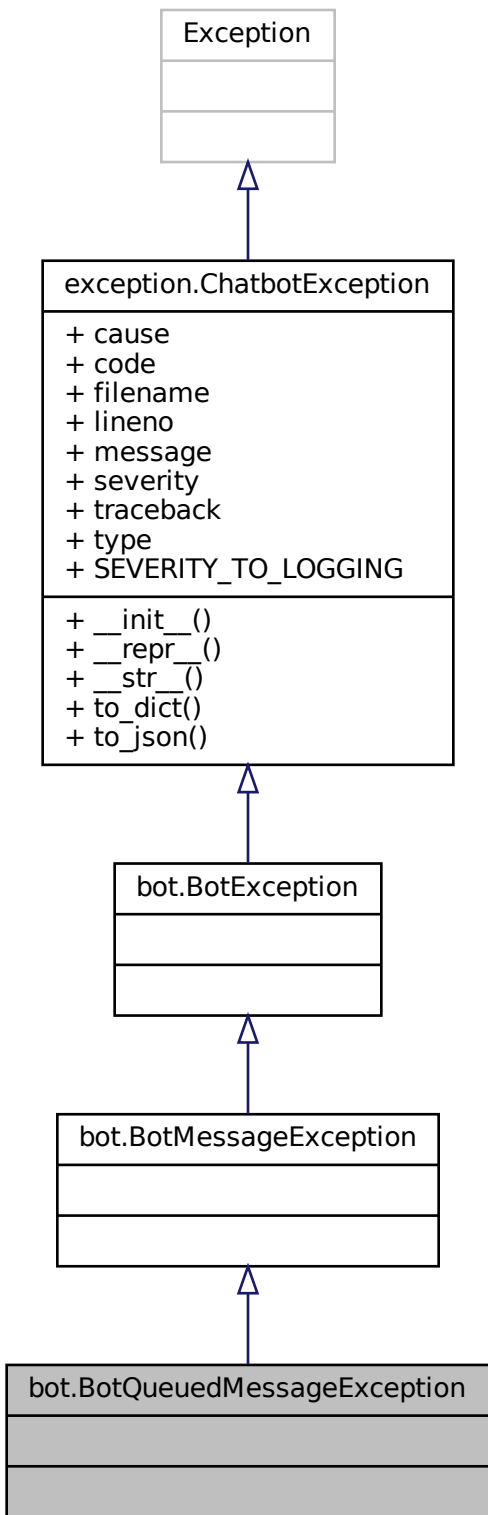 Exception
exception.ChatbotException
+ cause
+ code
+ filename
+ lineno
+ message
+ severity
+ traceback
+ type
+ SEVERITY_TO_LOGGING
+ __init__()
+ __repr__()
+ __str__()
+ to_dict()
+ to_json()
bot.BotException
bot.BotMessageException
bot.BotQueuedMessageException